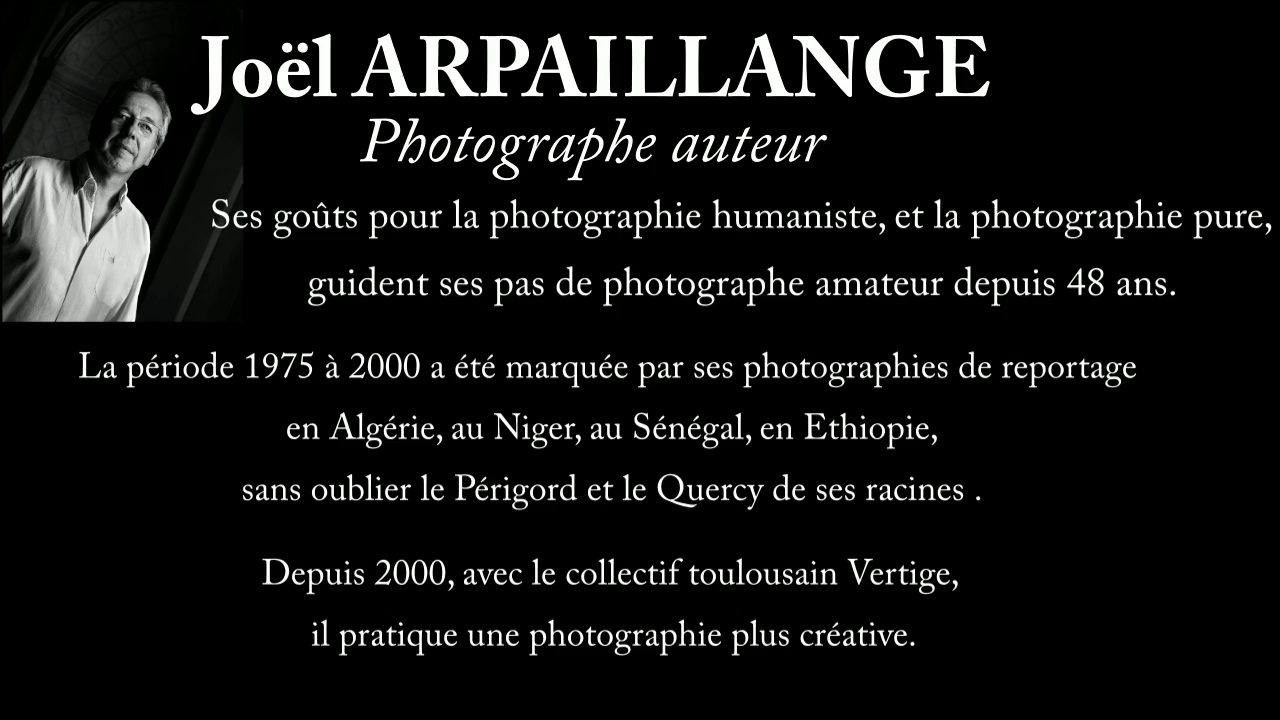 Joël ARPAILLANGE
Photographe auteur
Ses goûts pour la photographie humaniste, et la photographie pure,
guident ses pas de photographe amateur depuis 48 ans.
La période 1975 à 2000 a été marquée par ses photographies de reportage
en Algérie, au Niger, au Sénégal, en Ethiopie,
sans oublier le Périgord et le Quercy de ses racines .
Depuis 2000, avec le collectif toulousain Vertige,
il pratique une photographie plus créative.